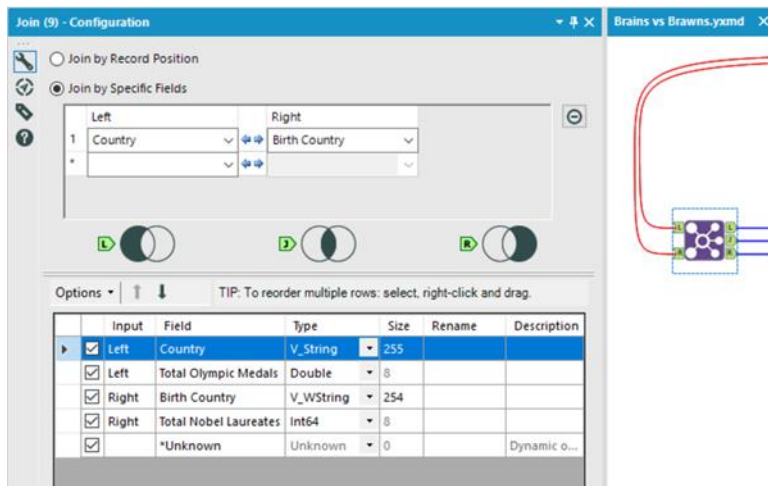 Join (9) - Configuration
Brains vs Brawns.yxmd
Join by Record Position
Join by Specific Fields
Left Right
1 Country Birth Country
*
L J R
L L
J
R R
Options TIP: To reorder multiple rows: select, right-click and drag.
Input Field Type Size Rename Description
Left Country V_String 255
Left Total Olympic Medals Double 8
Right Birth Country V_WString 254
Right Total Nobel Laureates Int64 8
*Unknown Unknown 0 Dynamic o...